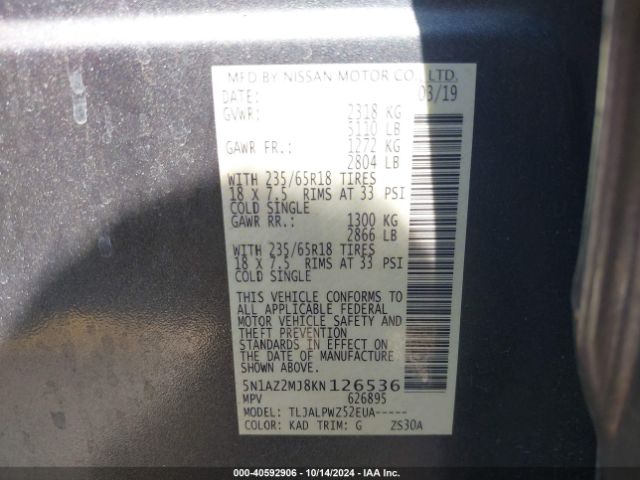 MFD BY NISSAN MOTOR CO., LTD.
DATE: 03/19
GVWR: 2318 KG
5110 LB
GAWR FR.: 1272 KG
2804 LB
WITH 235/65R18 TIRES
18 X 7.5 RIMS AT 33 PSI
COLD SINGLE
GAWR RR.: 1300 KG
2866 LB
WITH 235/65R18 TIRES
18 X 7.5 RIMS AT 33 PSI
COLD SINGLE
THIS VEHICLE CONFORMS TO
ALL APPLICABLE FEDERAL
MOTOR VEHICLE SAFETY AND
THEFT PREVENTION
STANDARDS IN EFFECT ON
THE DATE OF MANUFACTURE
SHOWN ABOVE.
5N1AZ2MJ8KN126536
MPV 626895
MODEL: TLJALPWZ52EUA-----
COLOR: KAD TRIM: G ZS30A
000-40592906 - 10/14/2024 - IAA Inc.